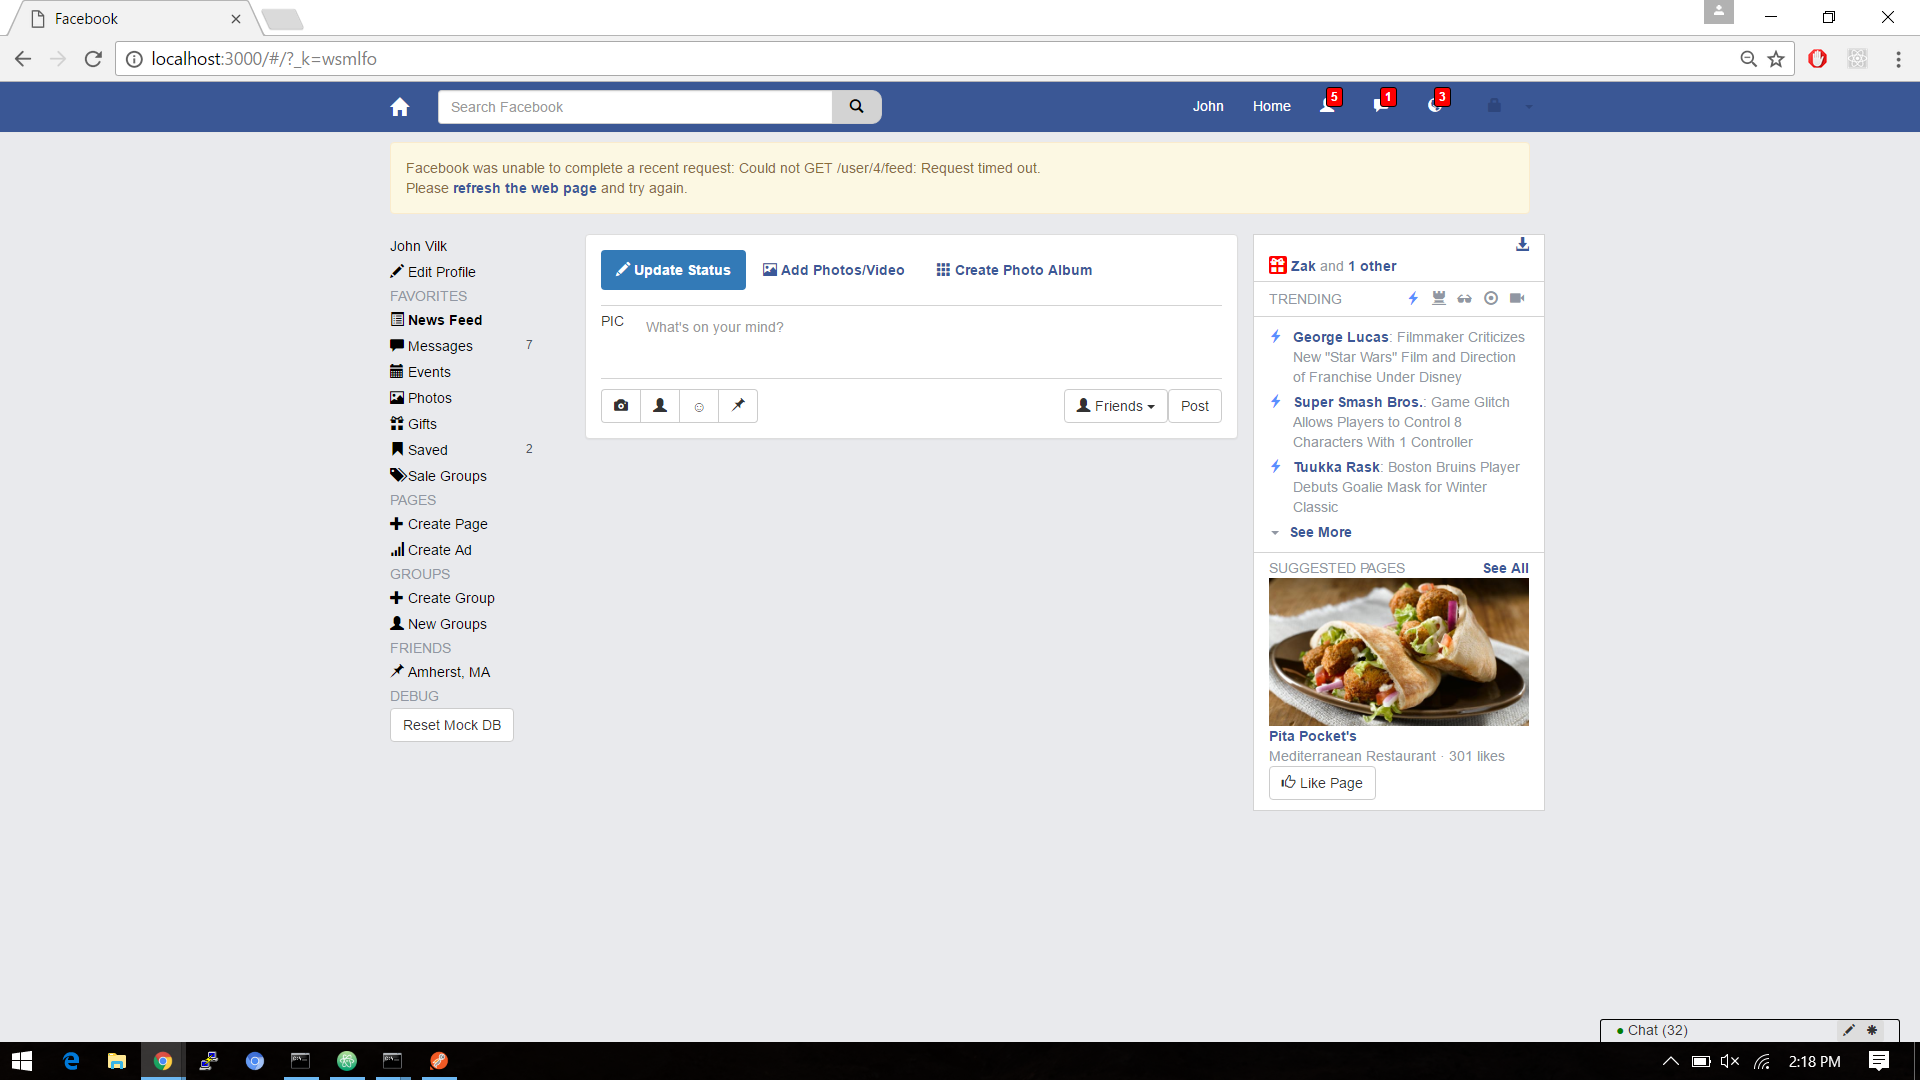 Facebook
localhost:3000/#/?_k=wsmlfo
Search Facebook
John
Home
5
1
3
Facebook was unable to complete a recent request: Could not GET /user/4/feed: Request timed out.
Please refresh the web page and try again.
John Vilk
Edit Profile
FAVORITES
News Feed
Messages 7
Events
Photos
Gifts
Saved 2
Sale Groups
PAGES
Create Page
Create Ad
GROUPS
Create Group
New Groups
FRIENDS
Amherst, MA
DEBUG
Reset Mock DB
Update Status
Add Photos/Video
Create Photo Album
PIC
What's on your mind?
Friends
Post
Zak and 1 other
TRENDING
George Lucas: Filmmaker Criticizes
New "Star Wars" Film and Direction
of Franchise Under Disney
Super Smash Bros.: Game Glitch
Allows Players to Control 8
Characters With 1 Controller
Tuukka Rask: Boston Bruins Player
Debuts Goalie Mask for Winter
Classic
See More
SUGGESTED PAGES See All
Pita Pocket's
Mediterranean Restaurant · 301 likes
Like Page
Chat (32)
2:18 PM